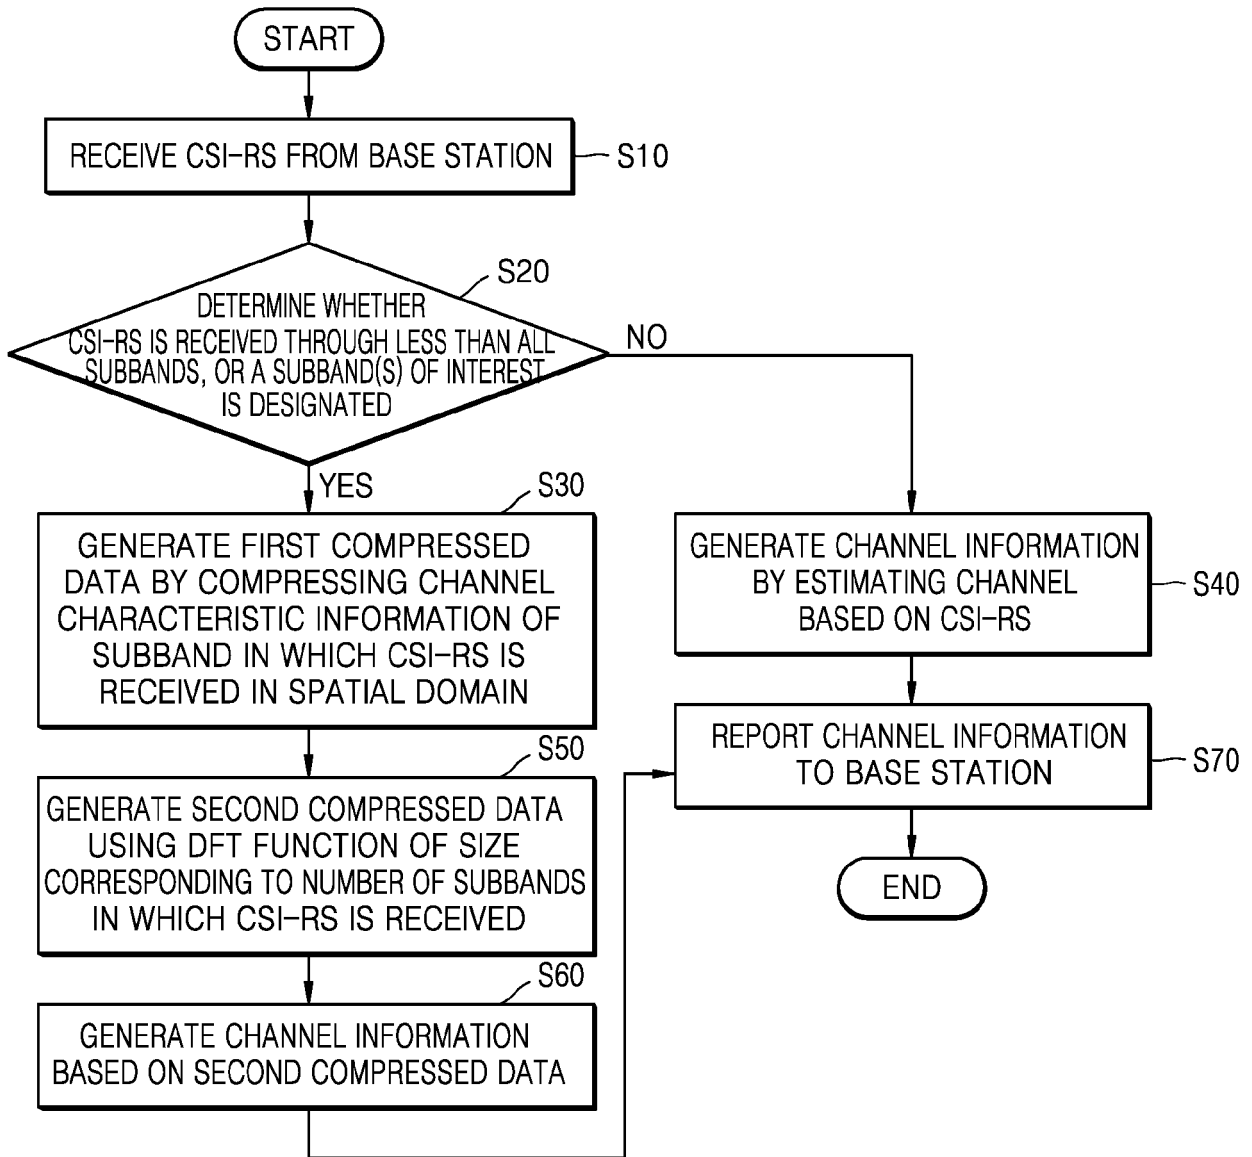 START
RECEIVE CSI-RS FROM BASE STATION
S10
S20
DETERMINE WHETHER
CSI-RS IS RECEIVED THROUGH LESS THAN ALL
SUBBANDS, OR A SUBBAND(S) OF INTEREST
IS DESIGNATED
NO
YES
S30
GENERATE FIRST COMPRESSED
DATA BY COMPRESSING CHANNEL
CHARACTERISTIC INFORMATION OF
SUBBAND IN WHICH CSI-RS IS
RECEIVED IN SPATIAL DOMAIN
GENERATE CHANNEL INFORMATION
BY ESTIMATING CHANNEL
BASED ON CSI-RS
S40
S50
GENERATE SECOND COMPRESSED DATA
USING DFT FUNCTION OF SIZE
CORRESPONDING TO NUMBER OF SUBBANDS
IN WHICH CSI-RS IS RECEIVED
S60
GENERATE CHANNEL INFORMATION
BASED ON SECOND COMPRESSED DATA
REPORT CHANNEL INFORMATION
TO BASE STATION
S70
END